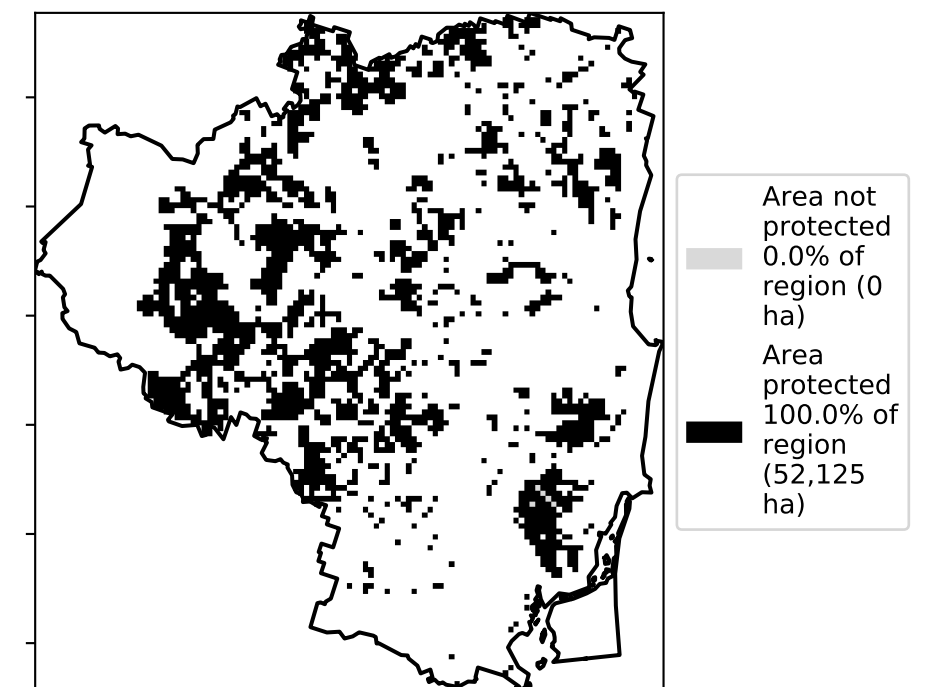 Area not
protected
0.0% of
region (0
ha)
Area
protected
100.0% of
region
(52,125
ha)